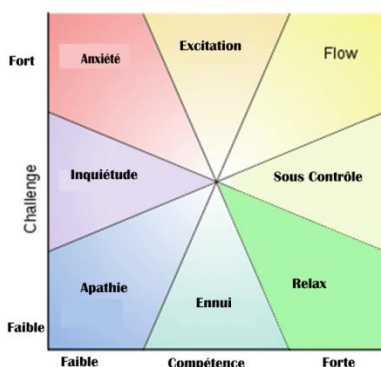 Fort
Anxiété
Excitation
Flow
Inquiétude
Sous Contrôle
Challenge
Apathie
Ennui
Relax
Faible
Faible
Compétence
Forte